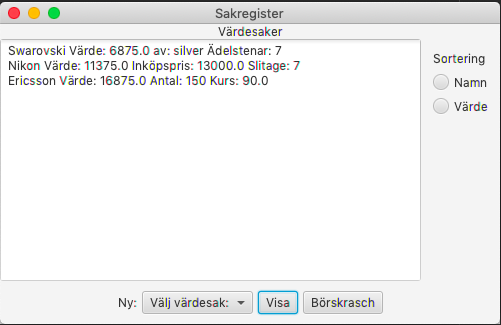 Sakregister
Värdesaker
Swarovski Värde: 6875.0 av: silver Ädelstenar: 7
Nikon Värde: 11375.0 Inköpspris: 13000.0 Slitage: 7
Ericsson Värde: 16875.0 Antal: 150 Kurs: 90.0
Sortering
Namn
Värde
Ny: Välj värdesak: Visa Börskrasch